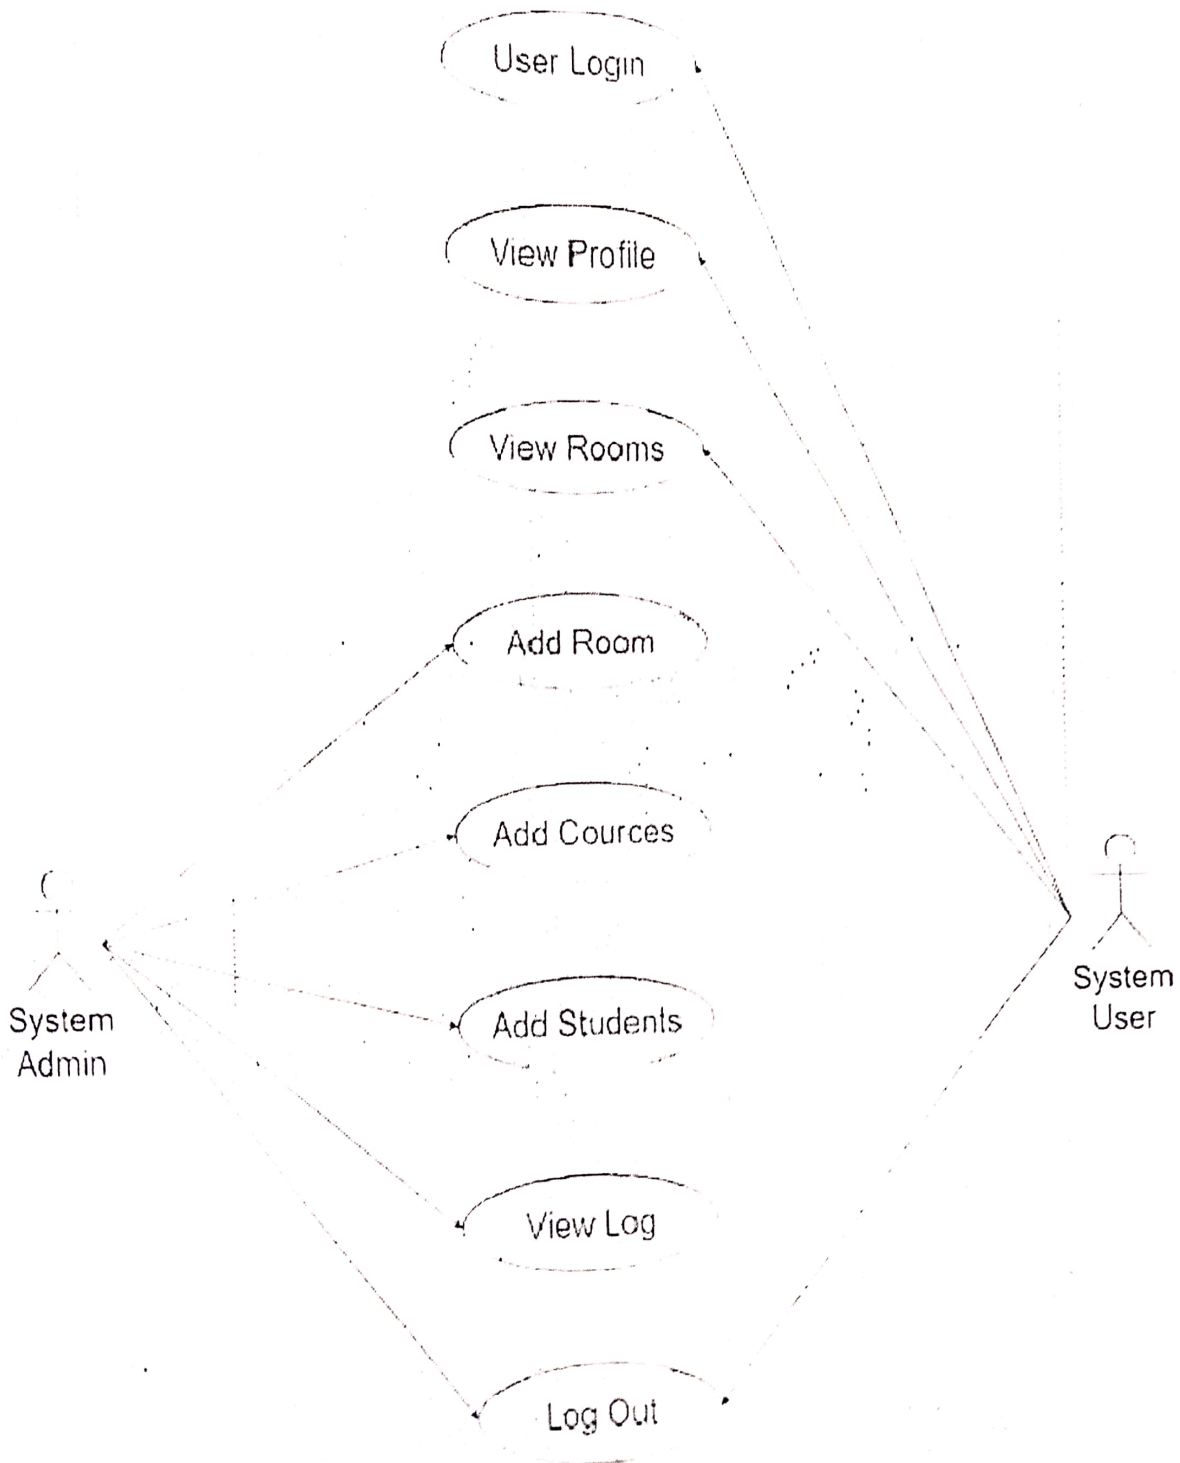 User Login
View Profile
View Rooms
Add Room
Add Cources
Add Students
View Log
Log Out
System
Admin
System
User